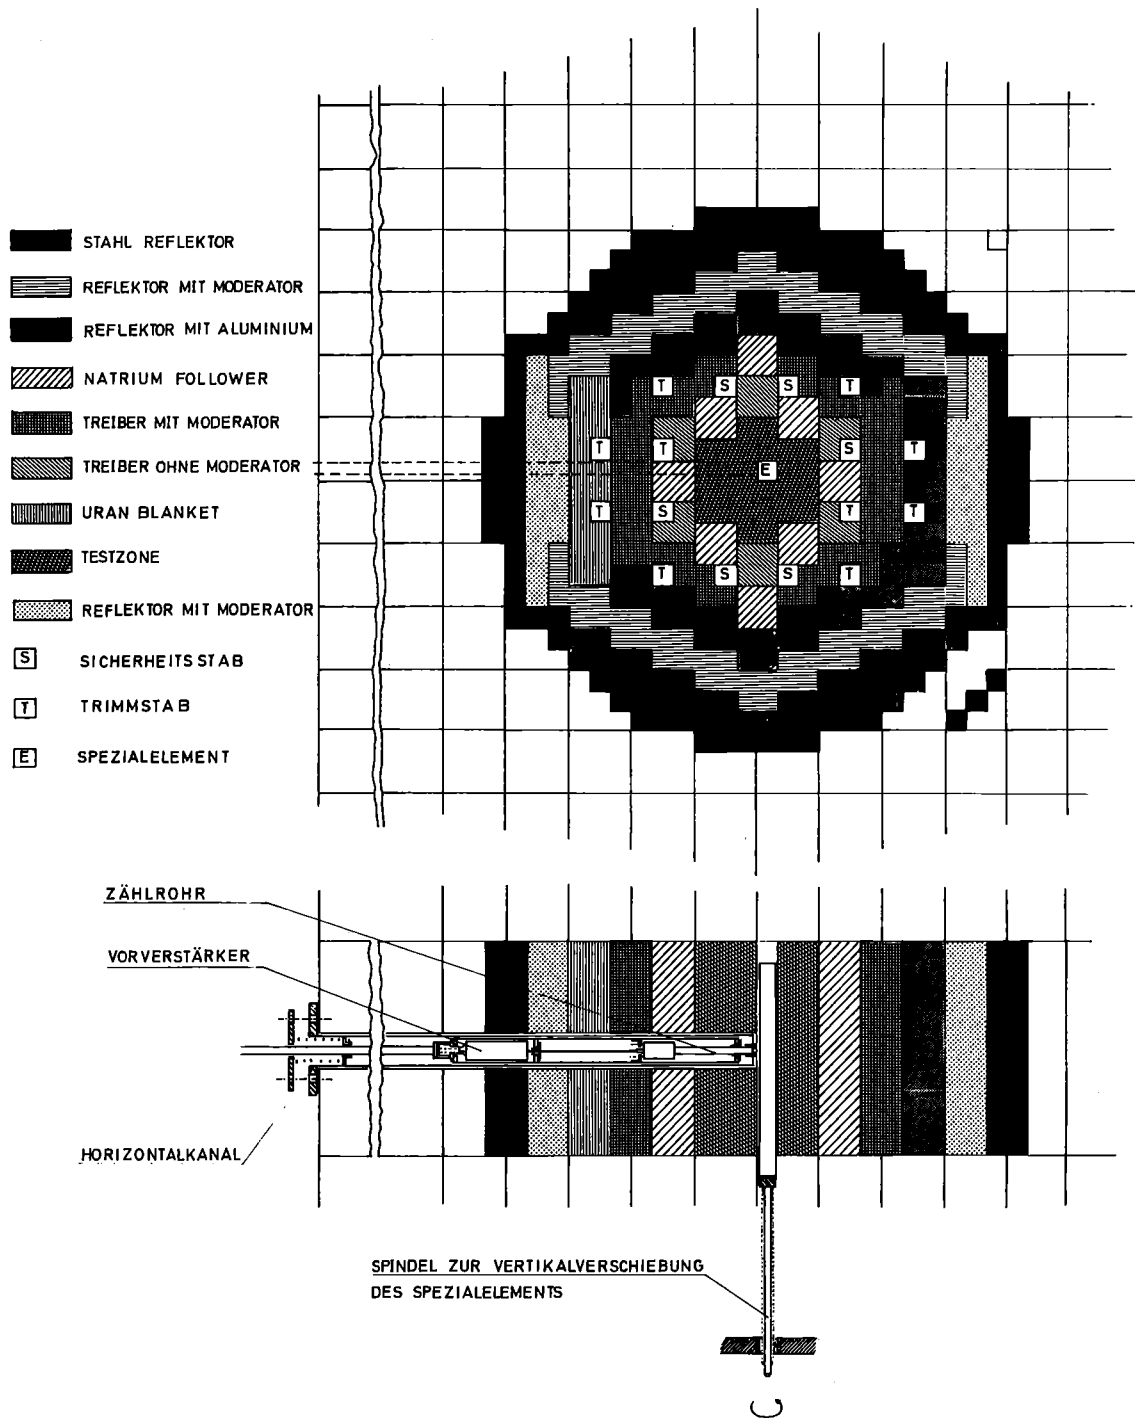 STAHL REFLEKTOR
REFLEKTOR MIT MODERATOR
REFLEKTOR MIT ALUMINIUM
NATRIUM FOLLOWER
TREIBER MIT MODERATOR
TREIBER OHNE MODERATOR
URAN BLANKET
TESTZONE
REFLEKTOR MIT MODERATOR
S SICHERHEITSSTAB
T TRIMMSTAB
E SPEZIALELEMENT
T S S T
T T S T
E
T S T T
T S S T
ZÄHLROHR
VORVERSTÄRKER
HORIZONTALKANAL
SPINDEL ZUR VERTIKALVERSCHIEBUNG
DES SPEZIALELEMENTS